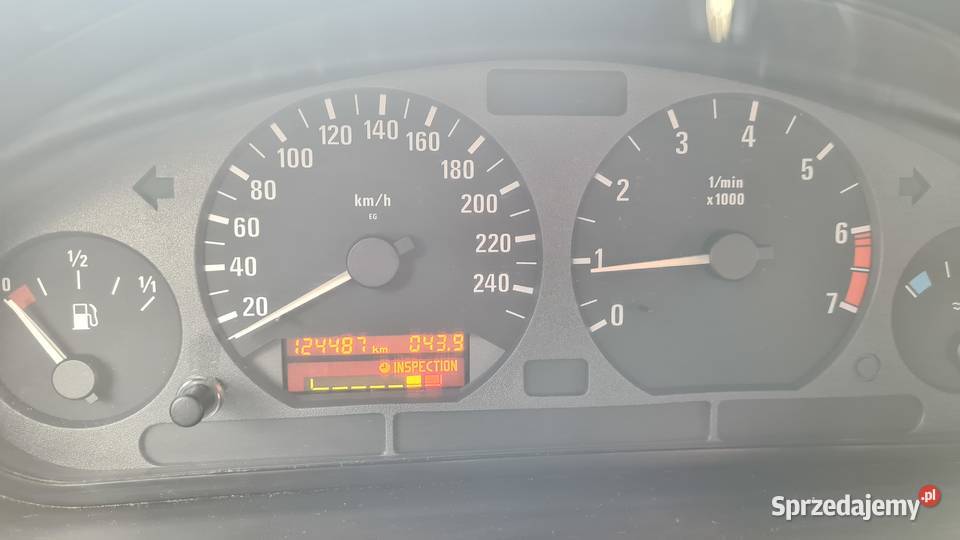 0 1/2 1/1
20 40 60 80 100 120 140 160 180 200 220 240
km/h
EG
124487 km 043.9
INSPECTION
0 1 2 3 4 5 6 7
1/min
x1000
Sprzedajemy.pl